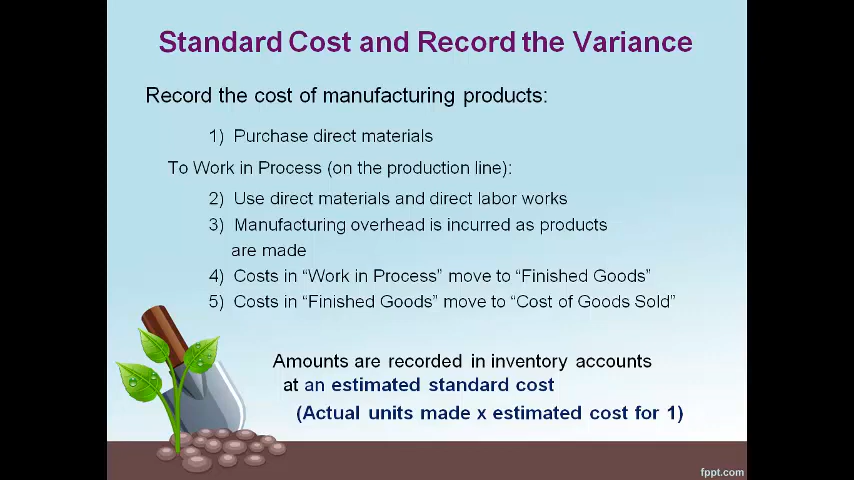 Standard Cost and Record the Variance
Record the cost of manufacturing products:
1) Purchase direct materials
To Work in Process (on the production line):
2) Use direct materials and direct labor works
3) Manufacturing overhead is incurred as products
are made
4) Costs in “Work in Process” move to “Finished Goods”
5) Costs in “Finished Goods” move to “Cost of Goods Sold”
Amounts are recorded in inventory accounts
at an estimated standard cost
(Actual units made x estimated cost for 1)
fppt.com